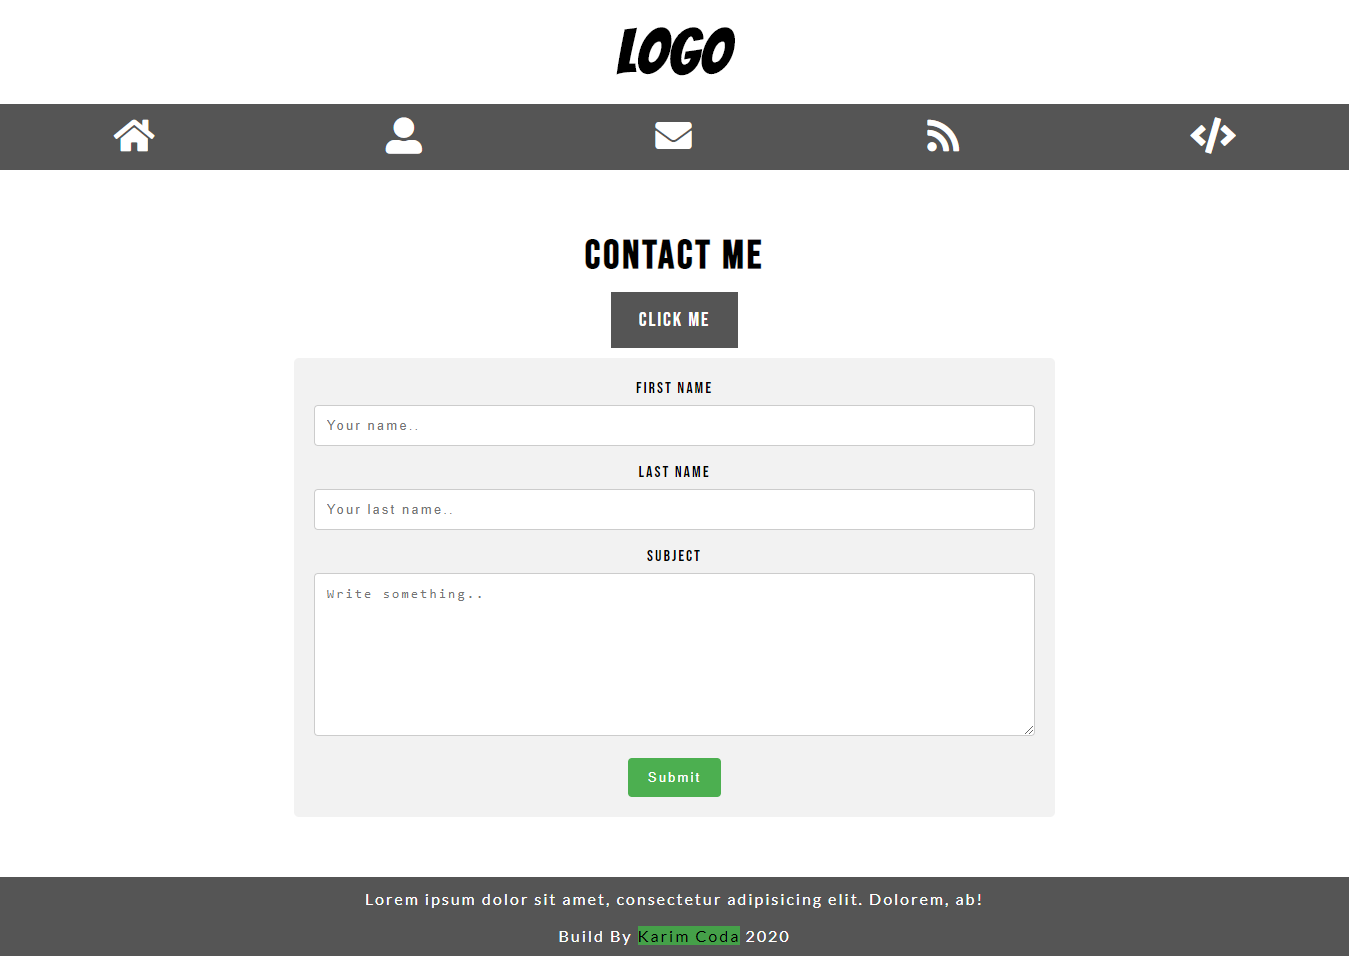 LOGO
CONTACT ME
CLICK ME
FIRST NAME
Your name..
LAST NAME
Your last name..
SUBJECT
Write something..
Submit
Lorem ipsum dolor sit amet, consectetur adipisicing elit. Dolorem, ab!
Build By Karim Coda 2020